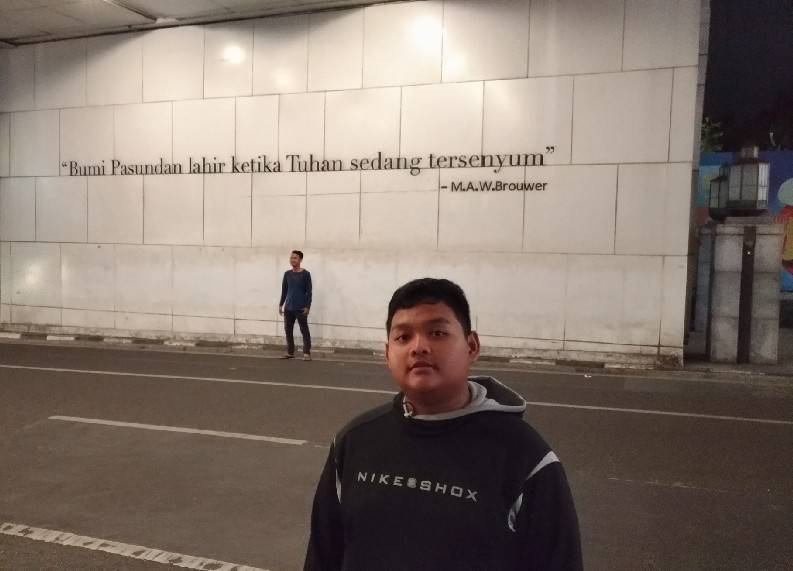 “Bumi Pasundan lahir ketika Tuhan sedang tersenyum”
- M.A.W.Brouwer
NIKE SHOX